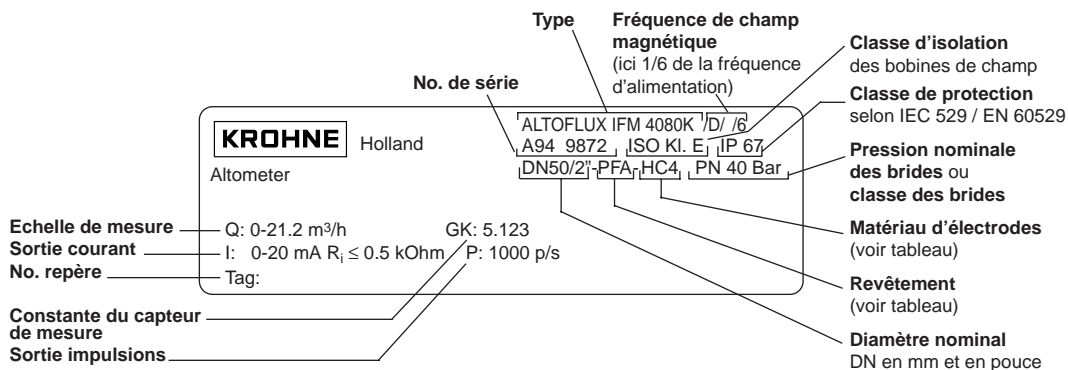 Type
Fréquence de champ
magnétique
(ici 1/6 de la fréquence
d'alimentation)
Classe d'isolation
des bobines de champ
No. de série
Classe de protection
selon IEC 529 / EN 60529
KROHNE Holland
ALTOFLUX IFM 4080K /D/ /6
A94 9872 ISO Kl. E IP 67
DN50/2"-PFA-HC4 PN 40 Bar
Altometer
Pression nominale
des brides ou
classe des brides
Matériau d'électrodes
(voir tableau)
Echelle de mesure
Q: 0-21.2 m³/h GK: 5.123
Sortie courant
I: 0-20 mA Rᵢ ≤ 0.5 kOhm P: 1000 p/s
No. repère
Tag:
Revêtement
(voir tableau)
Constante du capteur
de mesure
Sortie impulsions
Diamètre nominal
DN en mm et en pouce